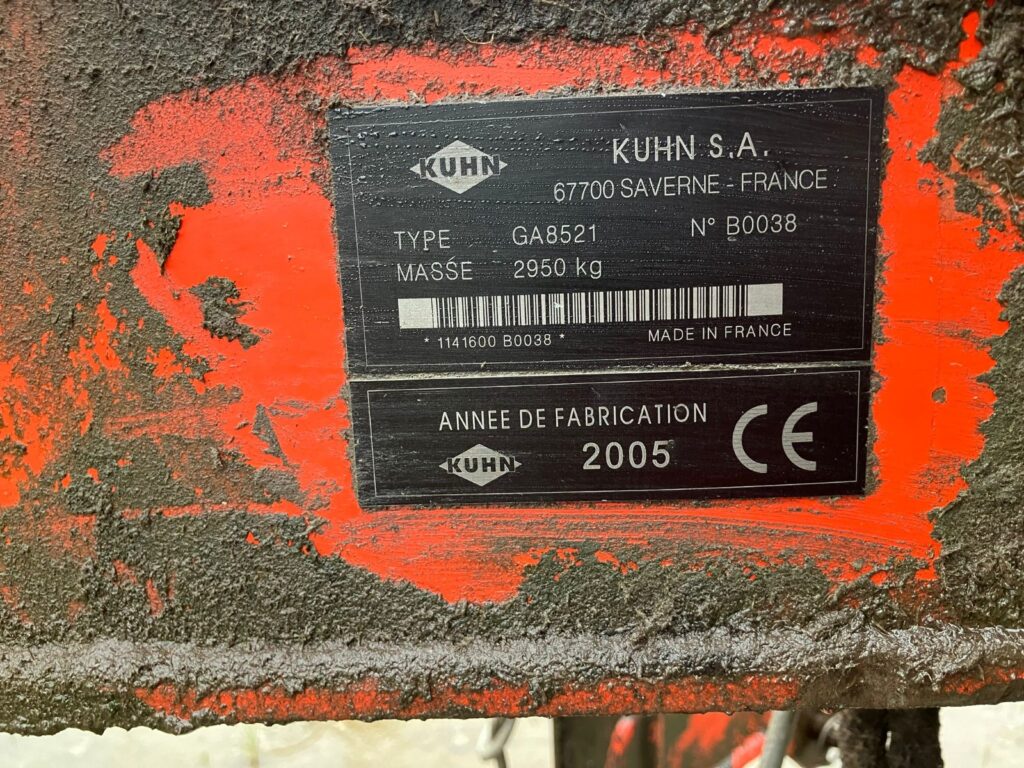 KUHN
KUHN S.A.
67700 SAVERNE - FRANCE
TYPE GA8521 N° B0038
MASSE 2950 kg
* 1141600 B0038 * MADE IN FRANCE
ANNEE DE FABRICATION
KUHN 2005 CE